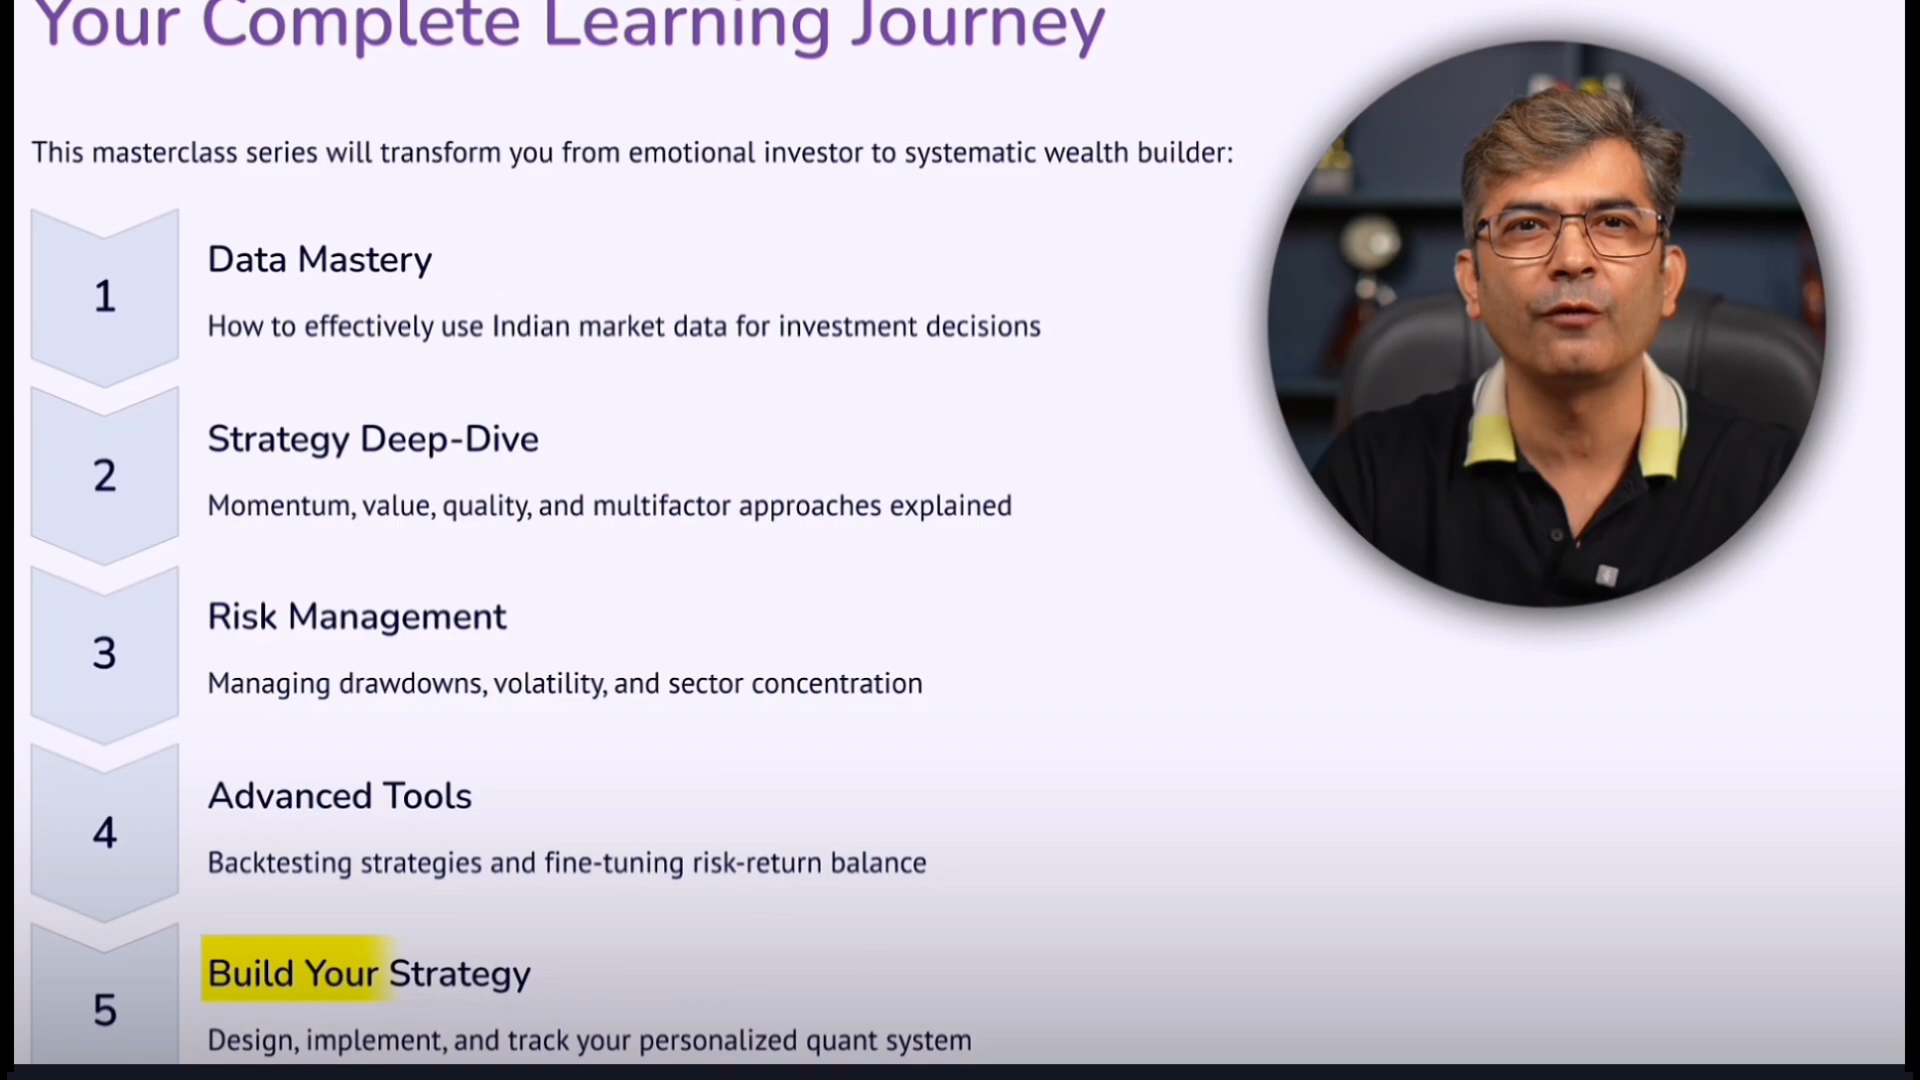 Your Complete Learning Journey
This masterclass series will transform you from emotional investor to systematic wealth builder:
1
Data Mastery
How to effectively use Indian market data for investment decisions
2
Strategy Deep-Dive
Momentum, value, quality, and multifactor approaches explained
3
Risk Management
Managing drawdowns, volatility, and sector concentration
4
Advanced Tools
Backtesting strategies and fine-tuning risk-return balance
5
Build Your Strategy
Design, implement, and track your personalized quant system